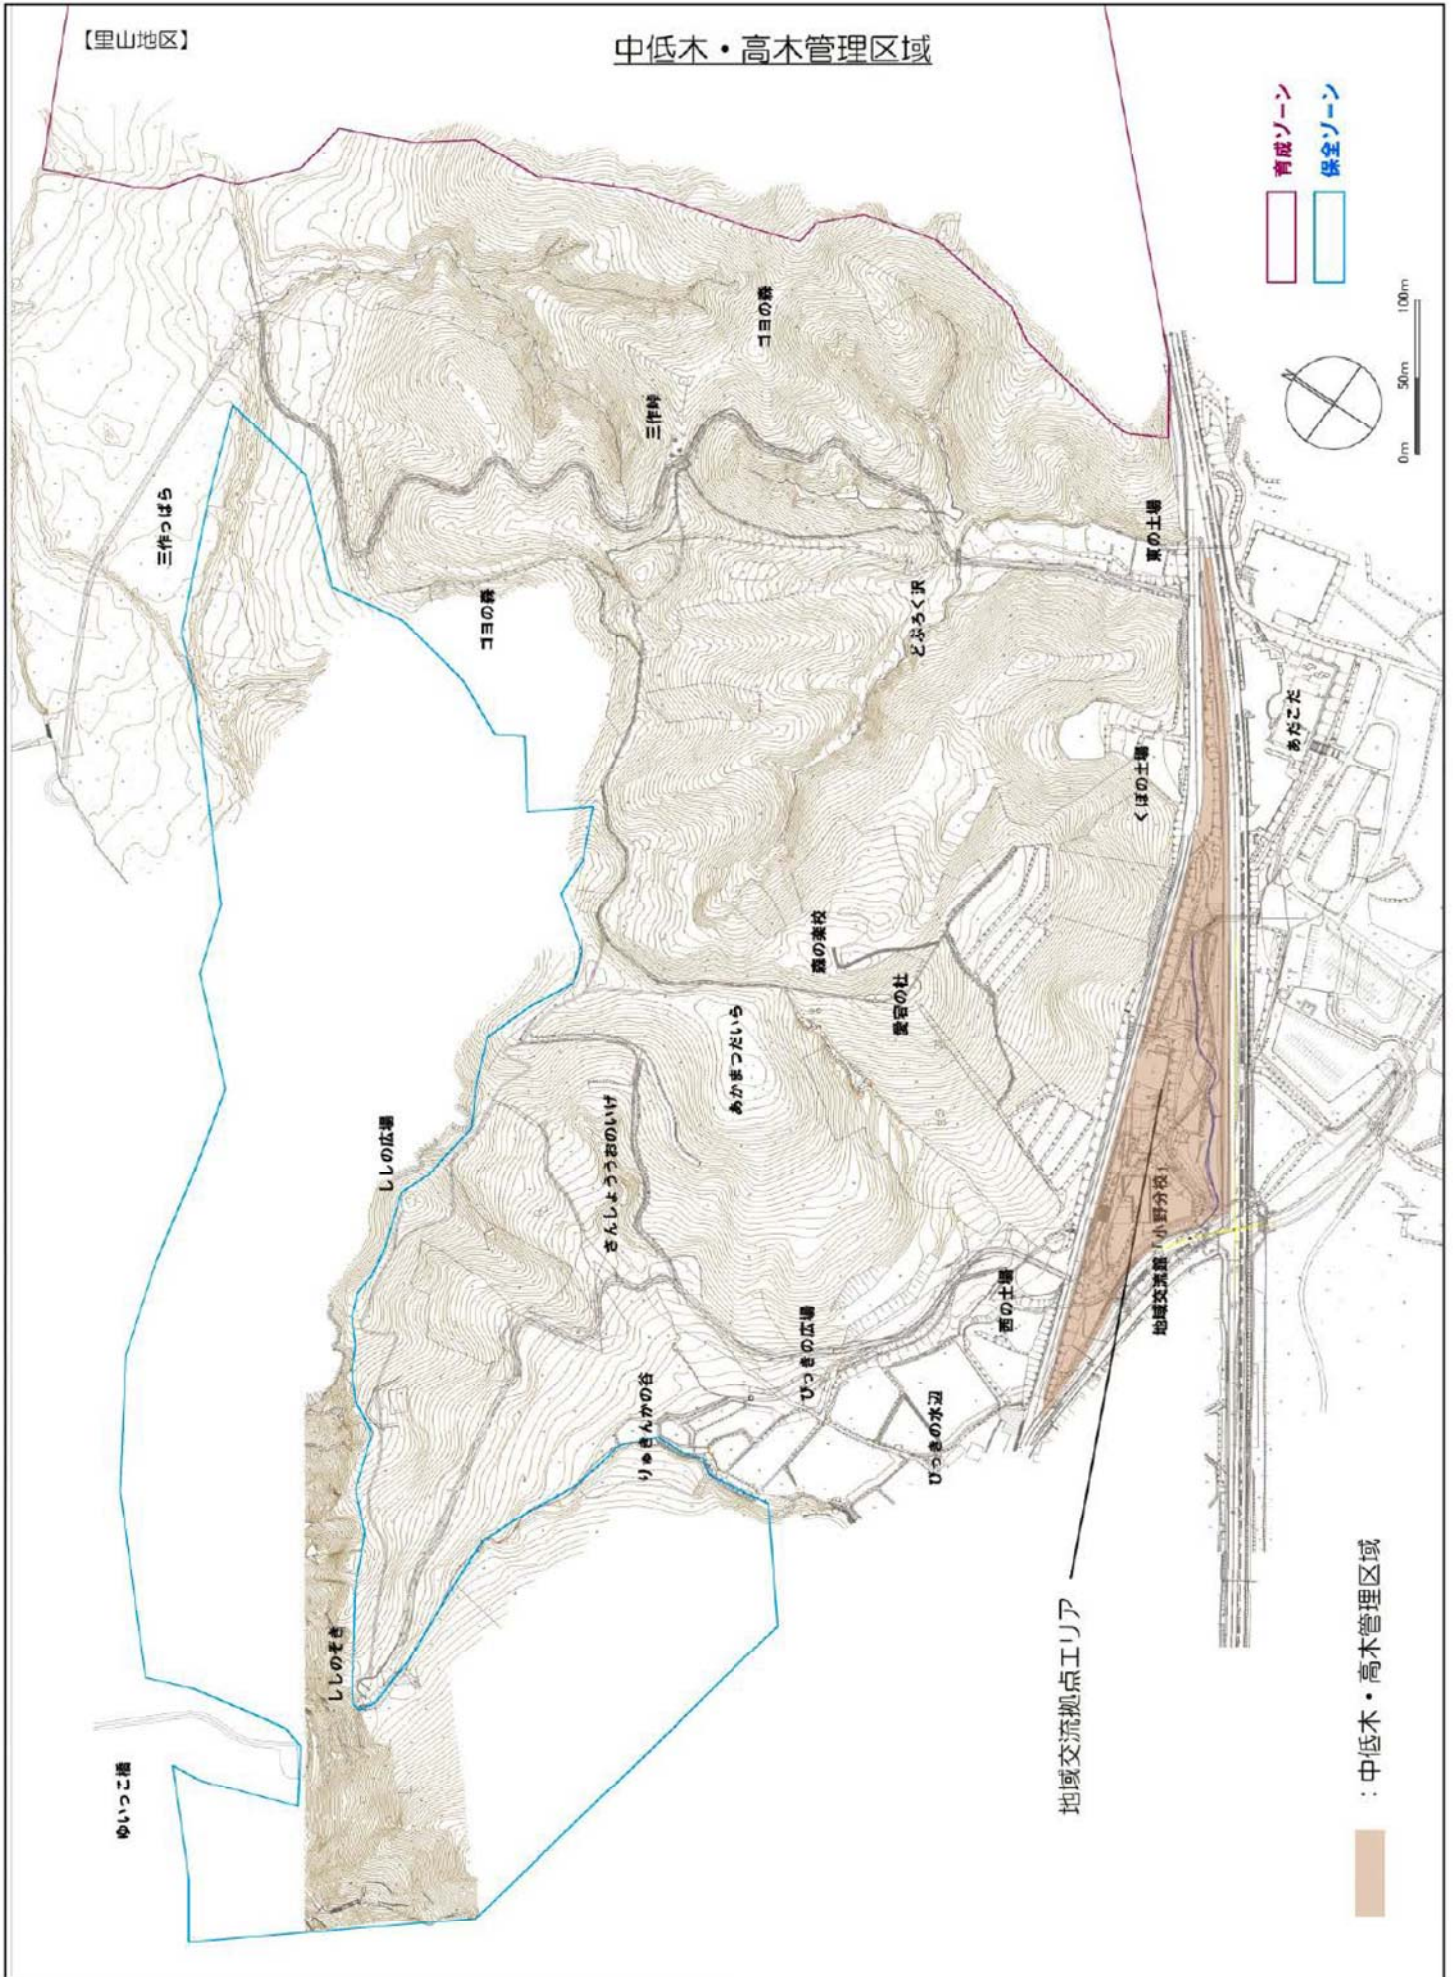 【里山地区】
中低木・高木管理区域
育成ゾーン
保全ゾーン
0m
50m
100m
三作っぱら
ゴヨの森
三作峠
ゴヨの森
東の土場
どぶろく沢
あだこだ
くぼの土場
森の楽校
愛宕の杜
あかまつだいら
ししの広場
さんしょううおのいけ
地域交流館「小野分校」
西の土場
びっきの広場
びっきの水辺
りゅきんかの谷
ししのぞき
ゆいっこ橋
地域交流拠点エリア
：中低木・高木管理区域